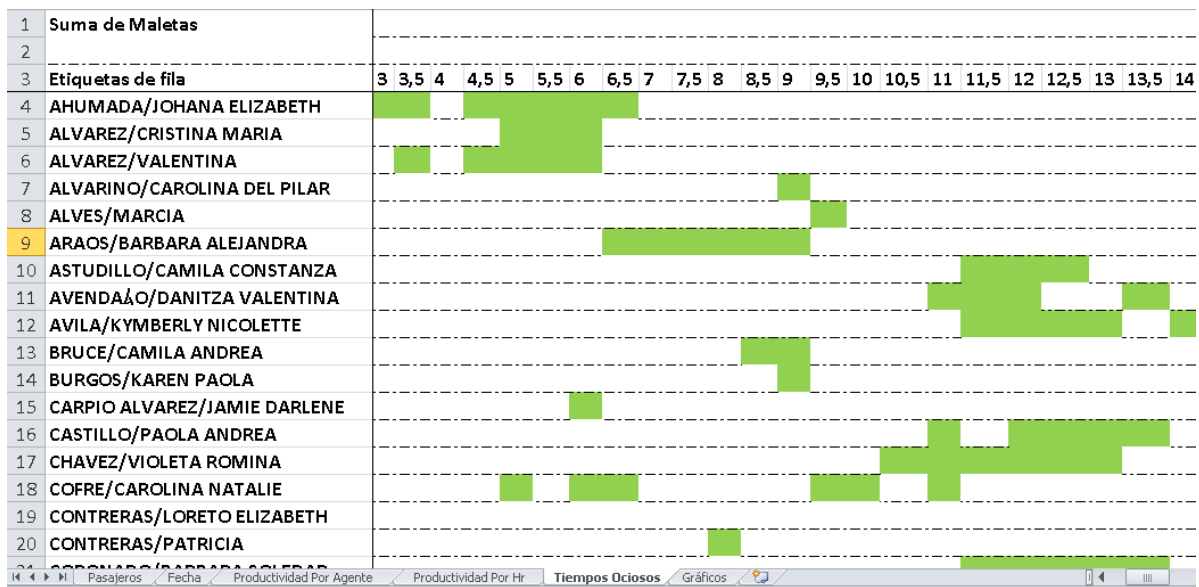 1 Suma de Maletas
2
3 Etiquetas de fila 3 3,5 4 4,5 5 5,5 6 6,5 7 7,5 8 8,5 9 9,5 10 10,5 11 11,5 12 12,5 13 13,5 14
4 AHUMADA/JOHANA ELIZABETH
5 ALVAREZ/CRISTINA MARIA
6 ALVAREZ/VALENTINA
7 ALVARINO/CAROLINA DEL PILAR
8 ALVES/MARCIA
9 ARAOS/BARBARA ALEJANDRA
10 ASTUDILLO/CAMILA CONSTANZA
11 DANITZA VALENTINA
12 AVILA/KYMBERLY NICOLETTE
13 BRUCE/CAMILA ANDREA
14 BURGOS/KAREN PAOLA
15 CARPIO ALVAREZ/JAMIE DARLENE
16 CASTILLO/PAOLA ANDREA
17 CHAVEZ/VIOLETA ROMINA
18 COFRE/CAROLINA NATALIE
19 CONTRERAS/LORETO ELIZABETH
20 CONTRERAS/PATRICIA
Pasajeros Fecha Productividad Por Agente Productividad Por Hr Tiempos Ociosos Gráficos